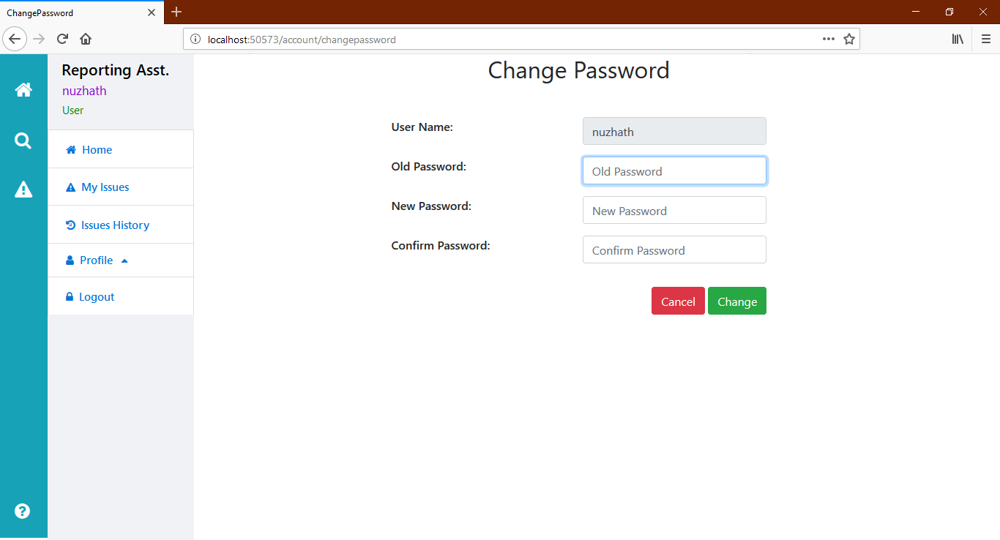 ChangePassword
localhost:50573/account/changepassword
Reporting Asst.
nuzhath
User
Home
My Issues
Issues History
Profile
Logout
Change Password
User Name:
nuzhath
Old Password:
Old Password
New Password:
New Password
Confirm Password:
Confirm Password
Cancel
Change